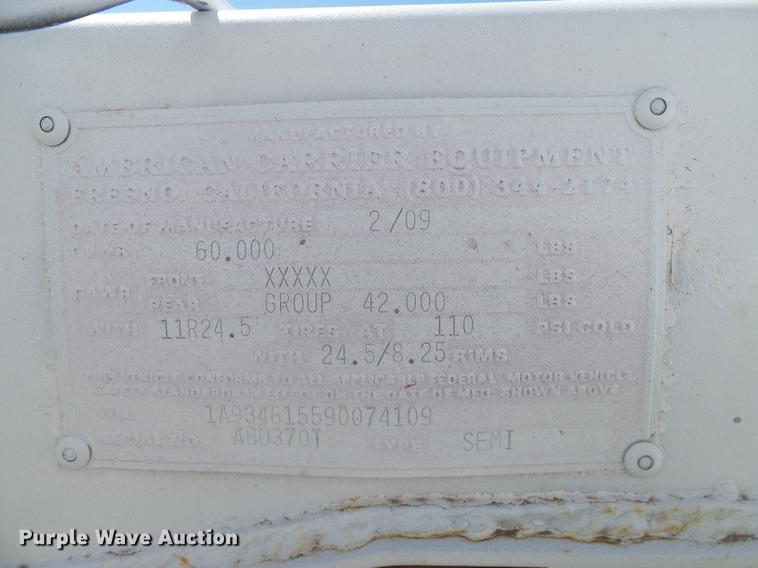 MANUFACTURED BY
AMERICAN CARRIER EQUIPMENT
FRESNO CALIFORNIA (800) 344-2174
DATE OF MANUFACTURE 2/09
GVWR 60.000 LBS
GAWR FRONT XXXXX LBS
REAR GROUP 42.000 LBS
WITH 11R24.5 TIRES AT 110 PSI COLD
WITH 24.5/8.25 RIMS
THIS VEHICLE CONFORMS TO ALL APPLICABLE FEDERAL MOTOR VEHICLE
SAFETY STANDARDS IN EFFECT ON THE DATE OF MFG. SHOWN ABOVE
VIN 1A934615590074109
SERIAL NO. AB0370T TYPE SEMI
Purple Wave Auction